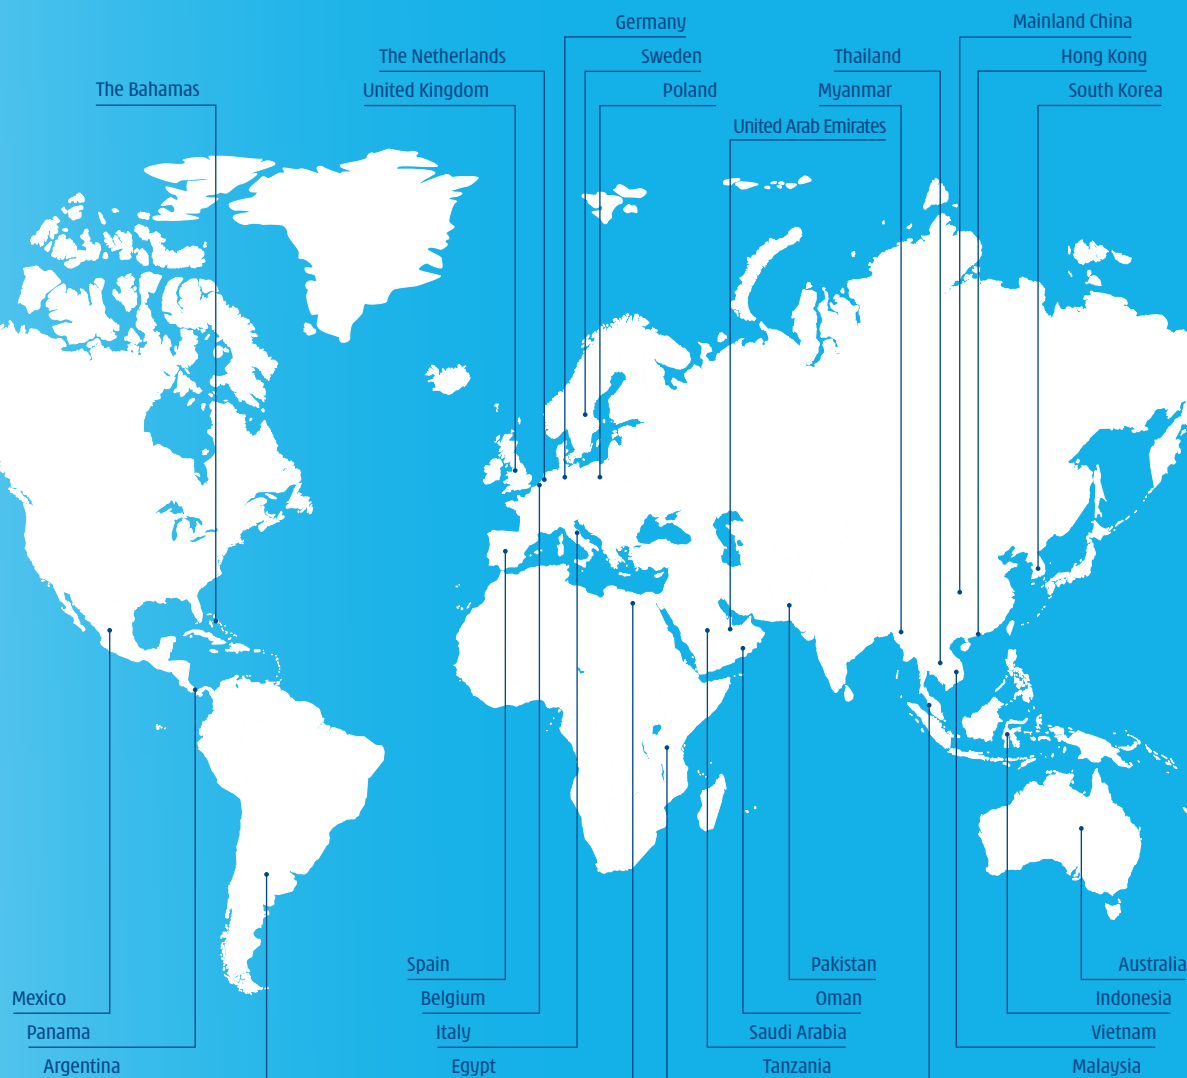 Germany
Mainland China
The Netherlands
Sweden
Thailand
Hong Kong
The Bahamas
United Kingdom
Poland
Myanmar
South Korea
United Arab Emirates
Spain
Pakistan
Australia
Mexico
Belgium
Oman
Indonesia
Panama
Italy
Saudi Arabia
Vietnam
Argentina
Egypt
Tanzania
Malaysia